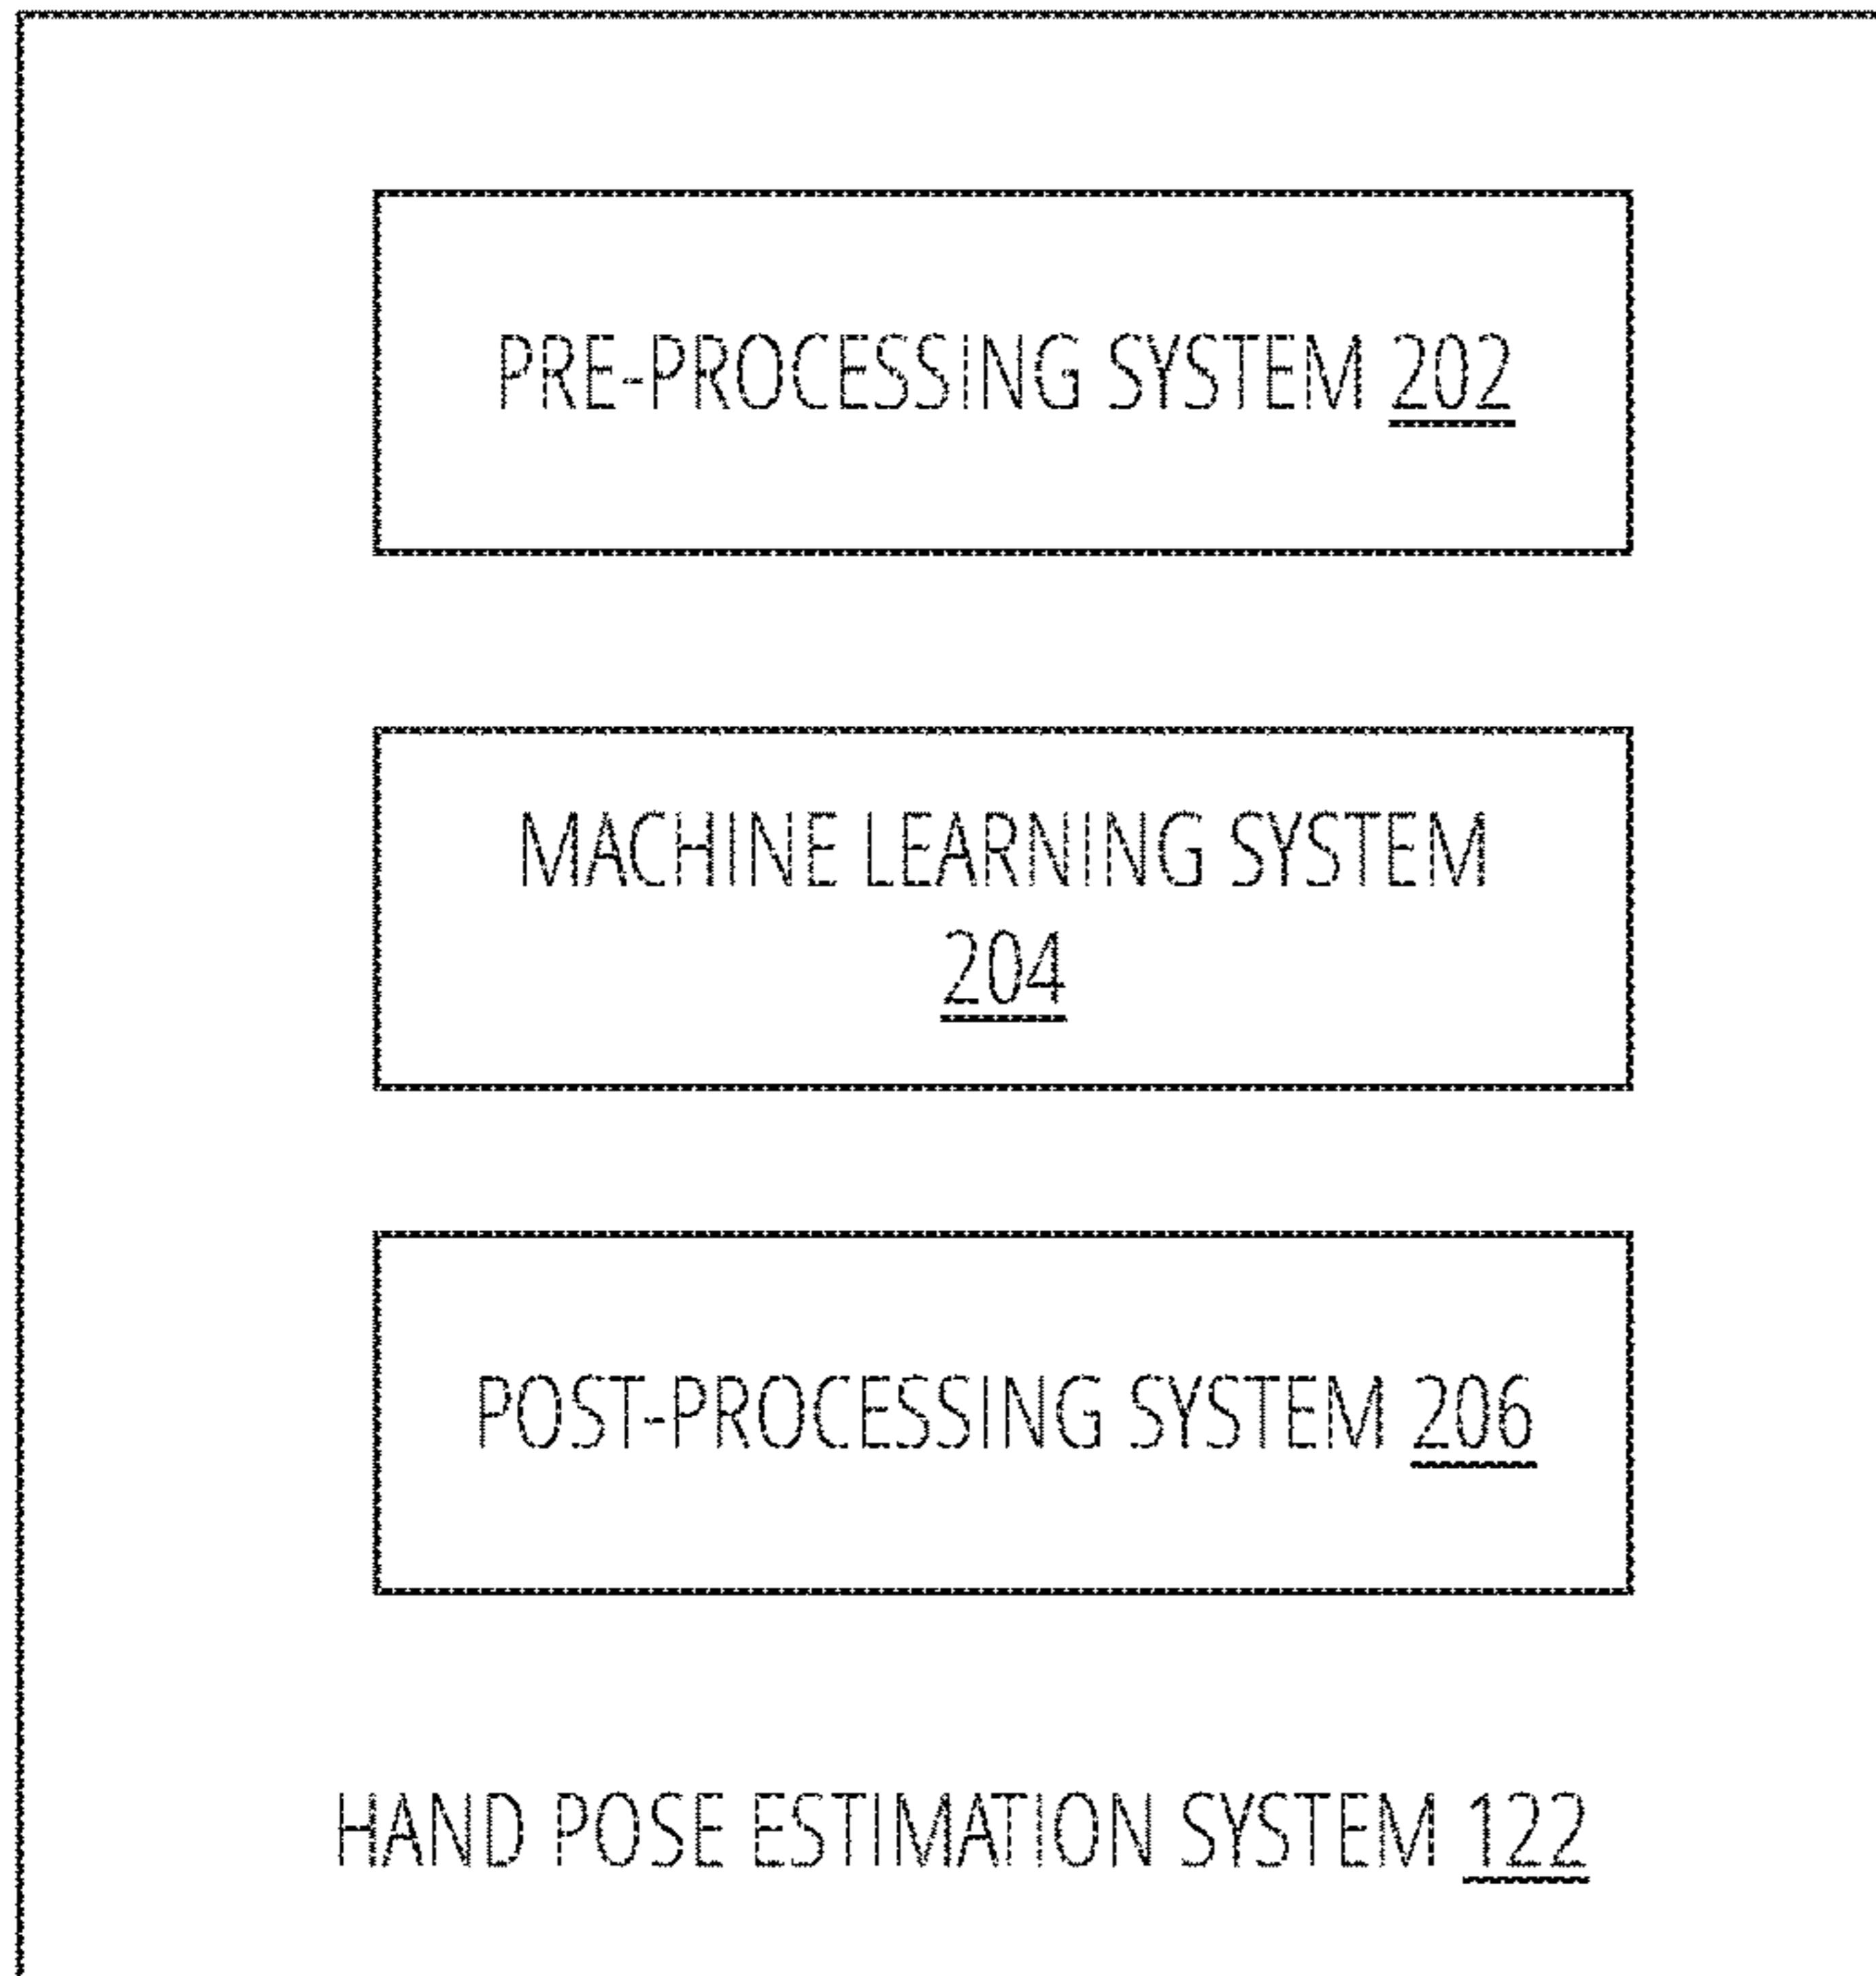 PRE-PROCESSING SYSTEM 202
MACHINE LEARNING SYSTEM
204
POST-PROCESSING SYSTEM 206
HAND POSE ESTIMATION SYSTEM 122